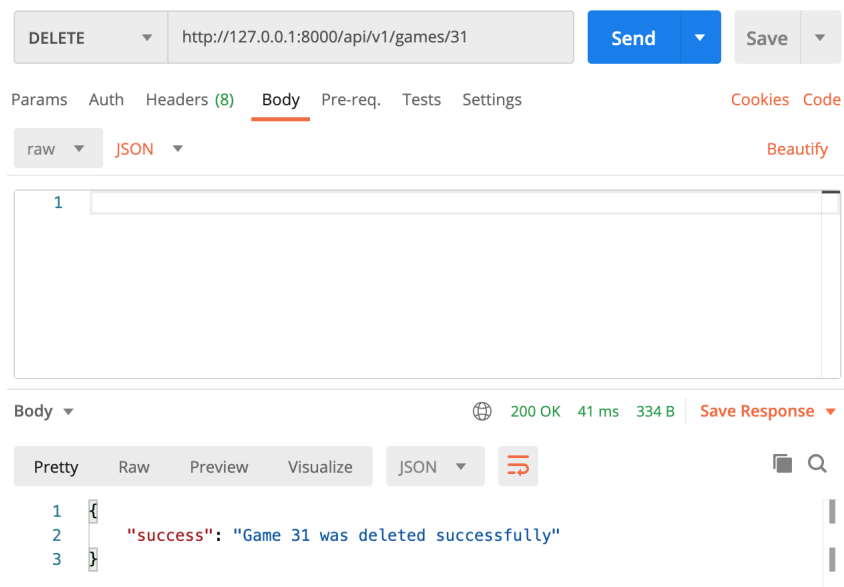 DELETE http://127.0.0.1:8000/api/v1/games/31 Send Save
Params Auth Headers (8) Body Pre-req. Tests Settings Cookies Code
raw JSON Beautify
1
Body 200 OK 41 ms 334 B Save Response
Pretty Raw Preview Visualize JSON
1 {
2 "success": "Game 31 was deleted successfully"
3 }